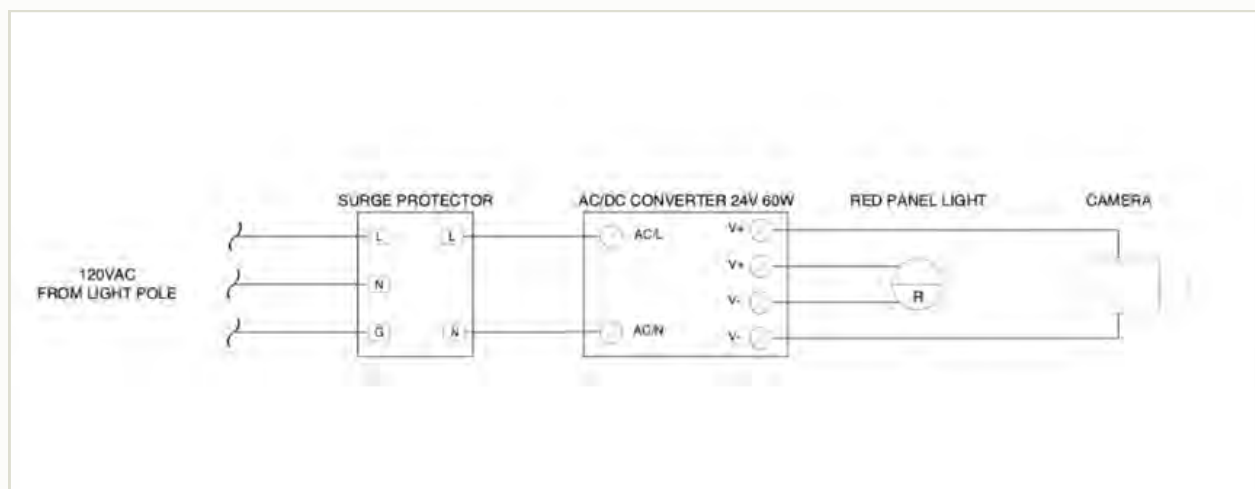 SURGE PROTECTOR
AC/DC CONVERTER 24V 60W
RED PANEL LIGHT
CAMERA
120VAC
FROM LIGHT POLE
L
L
N
G
N
AC/L
AC/N
V+
V+
V-
V-
R